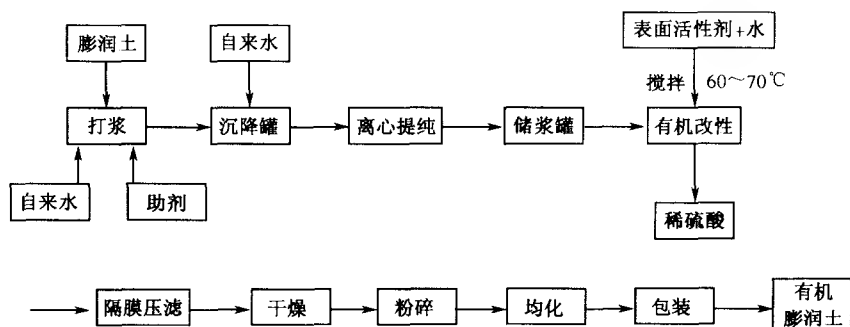 膨润土
自来水
表面活性剂+水
搅拌 60～70℃
打浆
沉降罐
离心提纯
储浆罐
有机改性
自来水
助剂
稀硫酸
隔膜压滤
干燥
粉碎
均化
包装
有机
膨润土